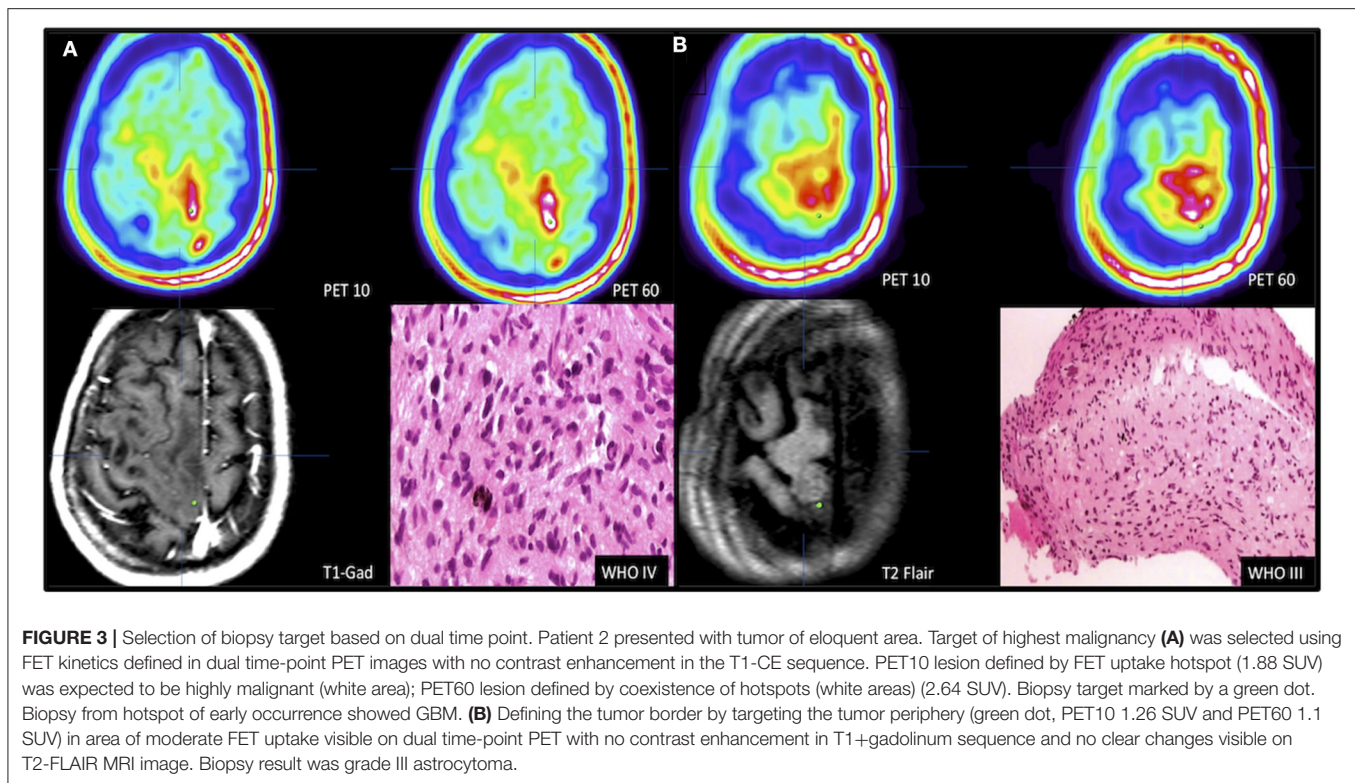 A
B
PET 10
PET 60
PET 10
PET 60
T1-Gad
WHO IV
T2 Flair
WHO III
FIGURE 3 | Selection of biopsy target based on dual time point. Patient 2 presented with tumor of eloquent area. Target of highest malignancy (A) was selected using
FET kinetics defined in dual time-point PET images with no contrast enhancement in the T1-CE sequence. PET10 lesion defined by FET uptake hotspot (1.88 SUV)
was expected to be highly malignant (white area); PET60 lesion defined by coexistence of hotspots (white areas) (2.64 SUV). Biopsy target marked by a green dot.
Biopsy from hotspot of early occurrence showed GBM. (B) Defining the tumor border by targeting the tumor periphery (green dot, PET10 1.26 SUV and PET60 1.1
SUV) in area of moderate FET uptake visible on dual time-point PET with no contrast enhancement in T1+gadolinum sequence and no clear changes visible on
T2-FLAIR MRI image. Biopsy result was grade III astrocytoma.